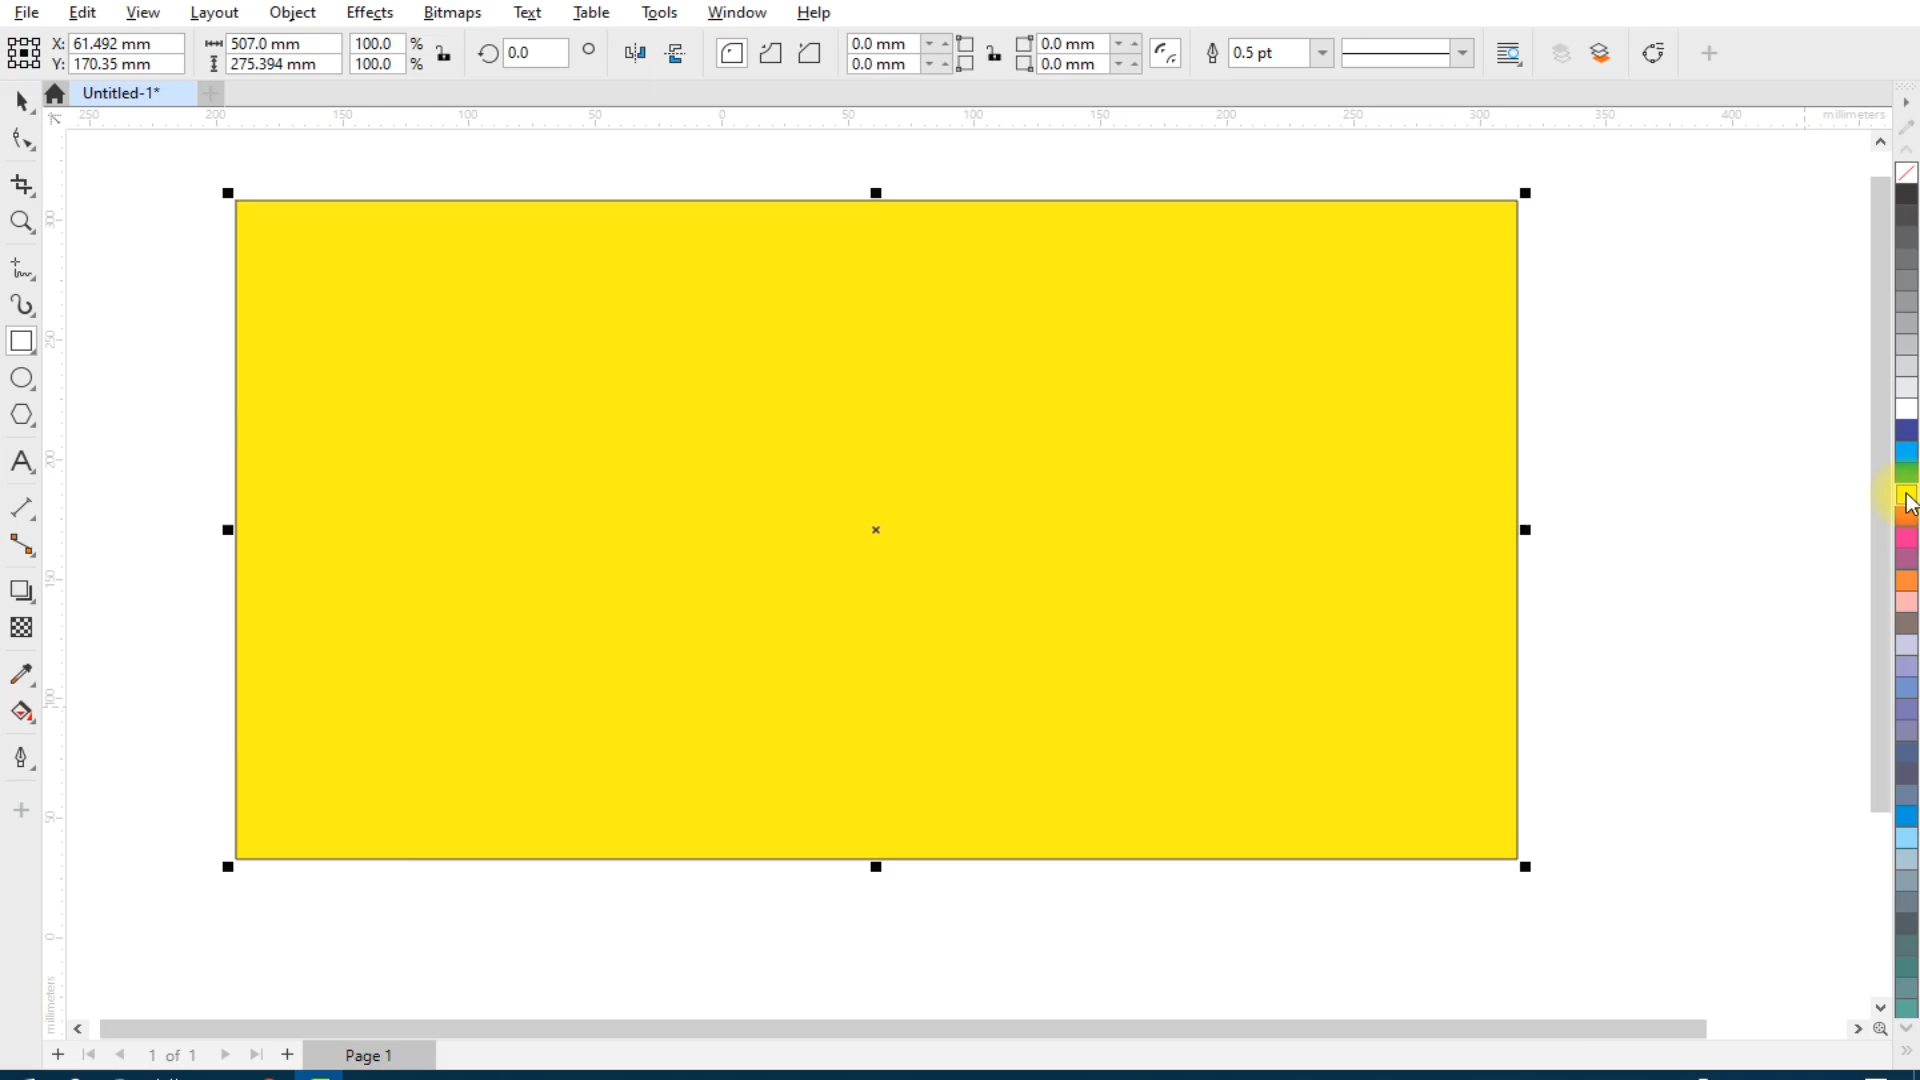 File Edit View Layout Object Effects Bitmaps Text Table Tools Window Help
X: 61.492 mm 507.0 mm 100.0 % 0.0 0.0 mm 0.0 mm 0.5 pt
Y: 170.35 mm 275.394 mm 100.0 % 0.0 mm 0.0 mm
Untitled-1*
250 200 150 100 50 0 50 100 150 200 250 300 350 400 millimeters
300
250
200
150
100
50
0
millimeters
1 of 1 Page 1